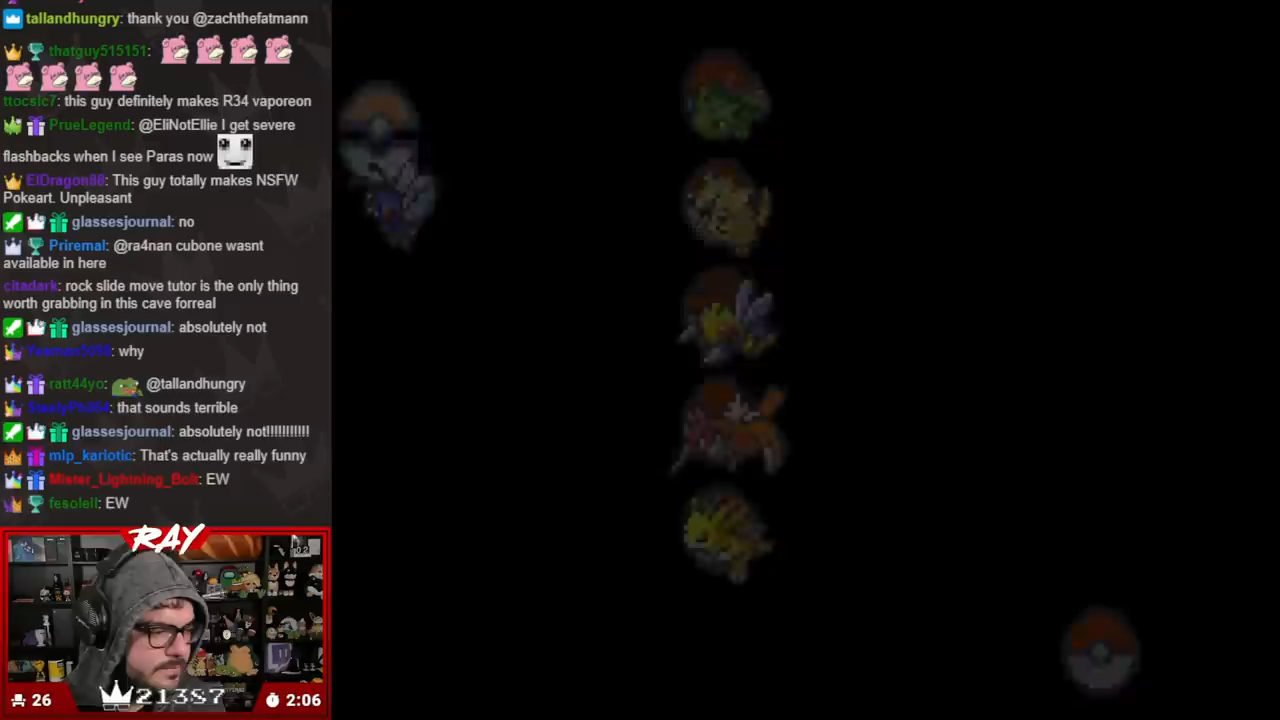 tallandhungry: thank you @zachthefatmann
thatguy515151:
ttocslc7: this guy definitely makes R34 vaporeon
PrueLegend: @EliNotEllie I get severe
flashbacks when I see Paras now
ElDragon88: This guy totally makes NSFW
Pokeart. Unpleasant
glassesjournal: no
Priremal: @ra4nan cubone wasnt
available in here
citadark: rock slide move tutor is the only thing
worth grabbing in this cave forreal
glassesjournal: absolutely not
why
ratt44yo: @tallandhungry
that sounds terrible
glassesjournal: absolutely not!!!!!!!!!!!
mlp_kariotic: That's actually really funny
Mister_Lightning_Bolt: EW
fesolell: EW
RAY
26
21387
2:06